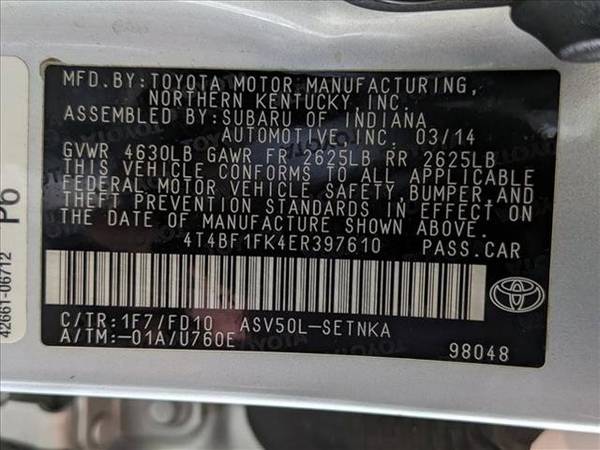 MFD.BY:TOYOTA MOTOR MANUFACTURING,
NORTHERN KENTUCKY,INC.
ASSEMBLED BY:SUBARU OF INDIANA
AUTOMOTIVE,INC. 03/14
GVWR 4630LB GAWR FR 2625LB RR 2625LB
THIS VEHICLE CONFORMS TO ALL APPLICABLE
FEDERAL MOTOR VEHICLE SAFETY,BUMPER,AND
THEFT PREVENTION STANDARDS IN EFFECT ON
THE DATE OF MANUFACTURE SHOWN ABOVE.
4T4BF1FK4ER397610 PASS.CAR
C/TR:1F7/FD10 ASV50L-SETNKA
A/TM:-01A/U760E
98048
TOYOTA
P6
42661-06712